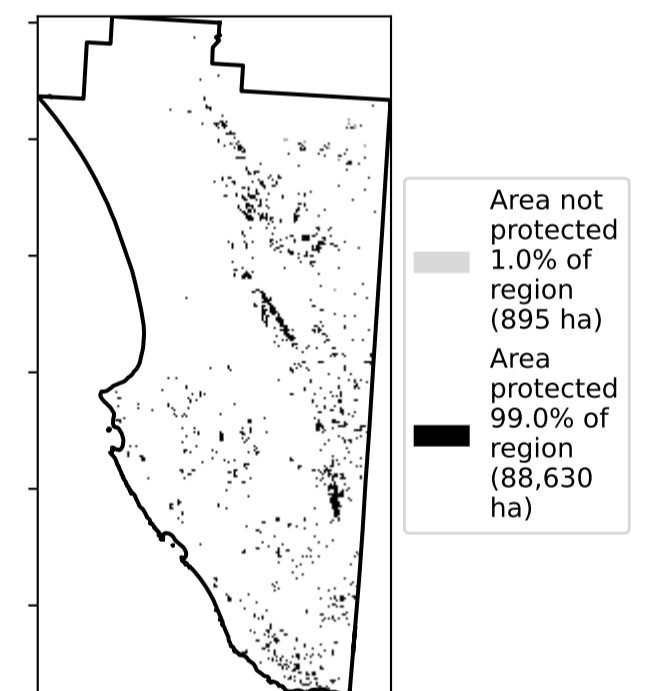 Area not
protected
1.0% of
region
(895 ha)
Area
protected
99.0% of
region
(88,630
ha)